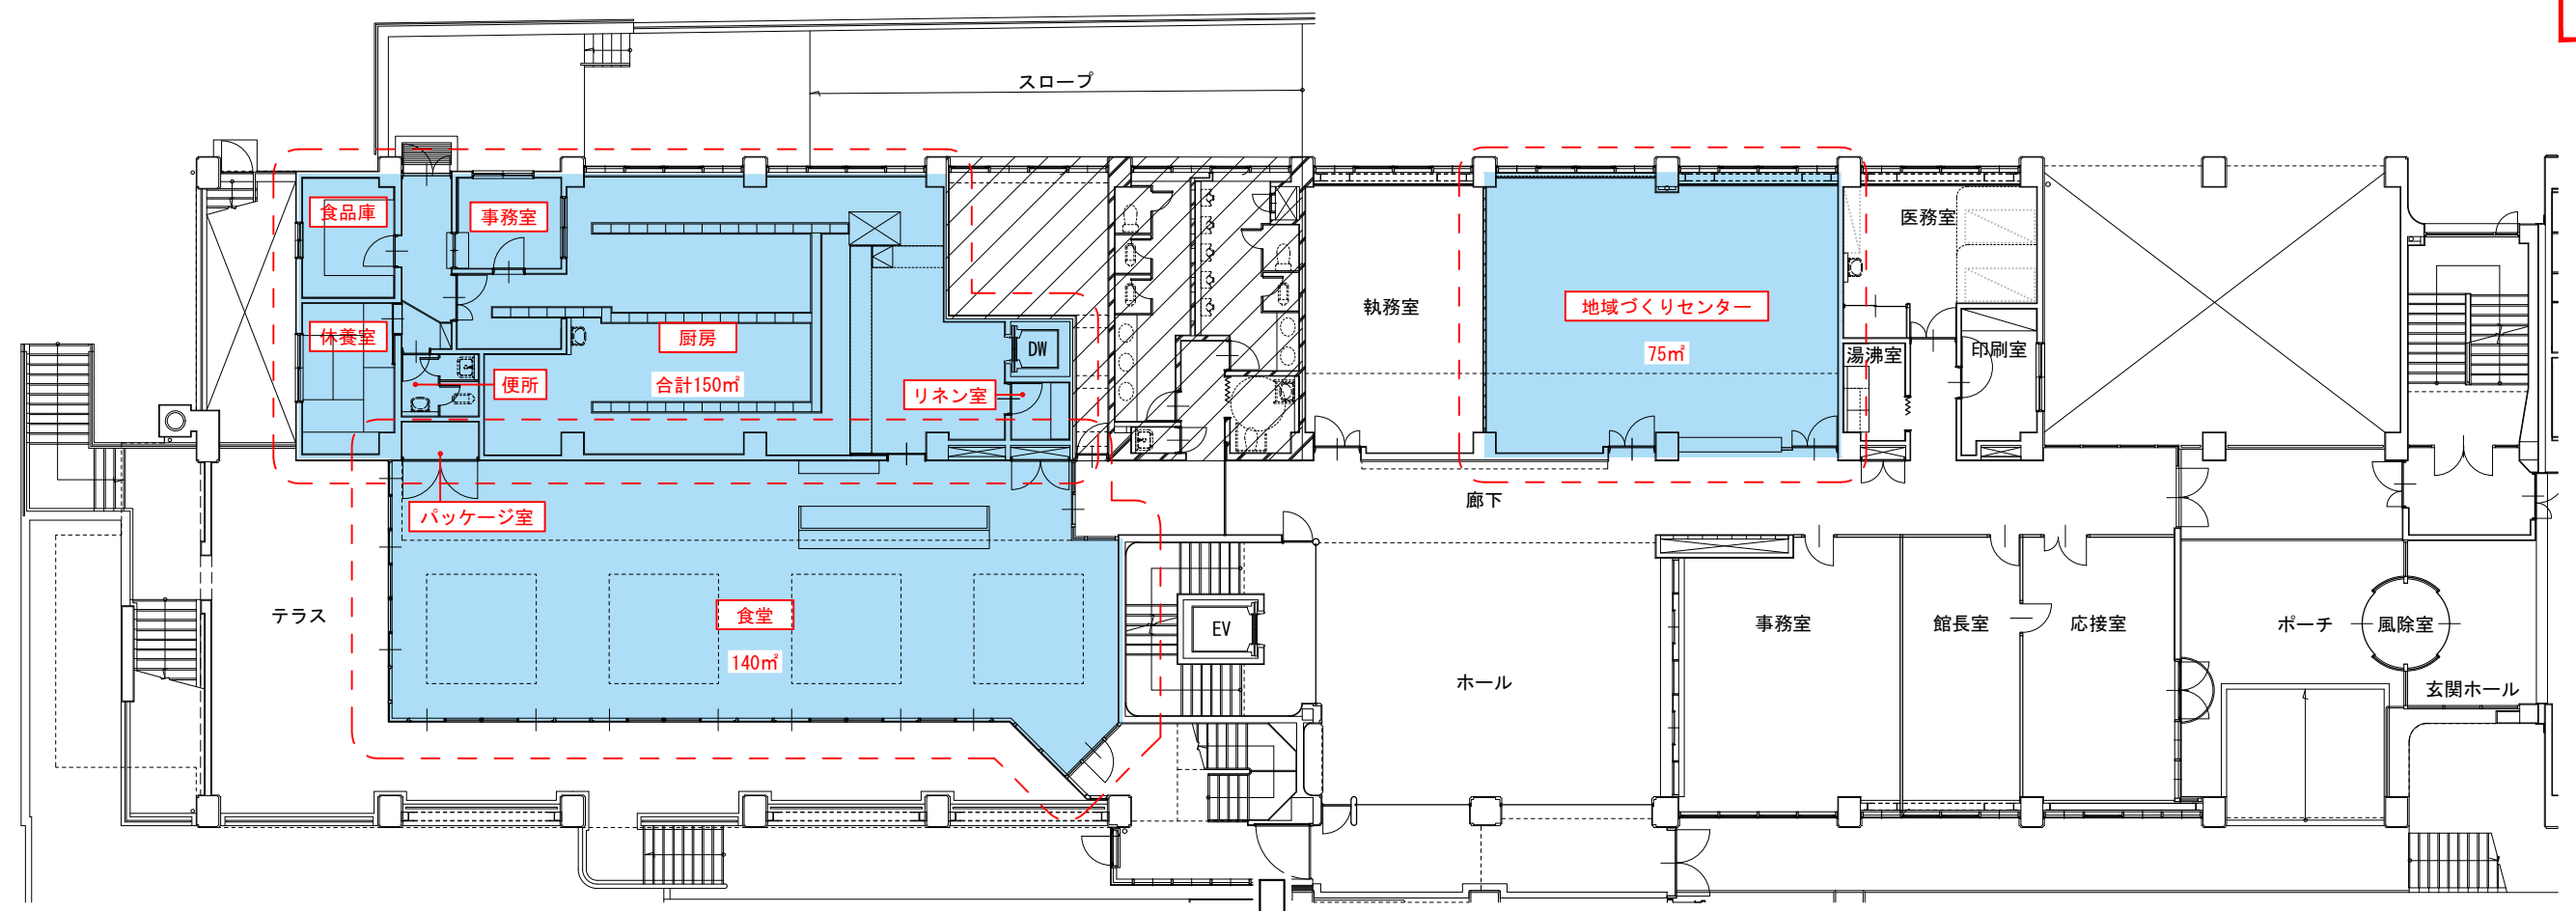 スロープ
食品庫
事務室
医務室
執務室
地域づくりセンター
休養室
厨房
DW
75㎡
湯沸室
印刷室
便所
合計150㎡
リネン室
廊下
パッケージ室
テラス
食堂
EV
事務室
館長室
応接室
ポーチ
風除室
140㎡
ホール
玄関ホール